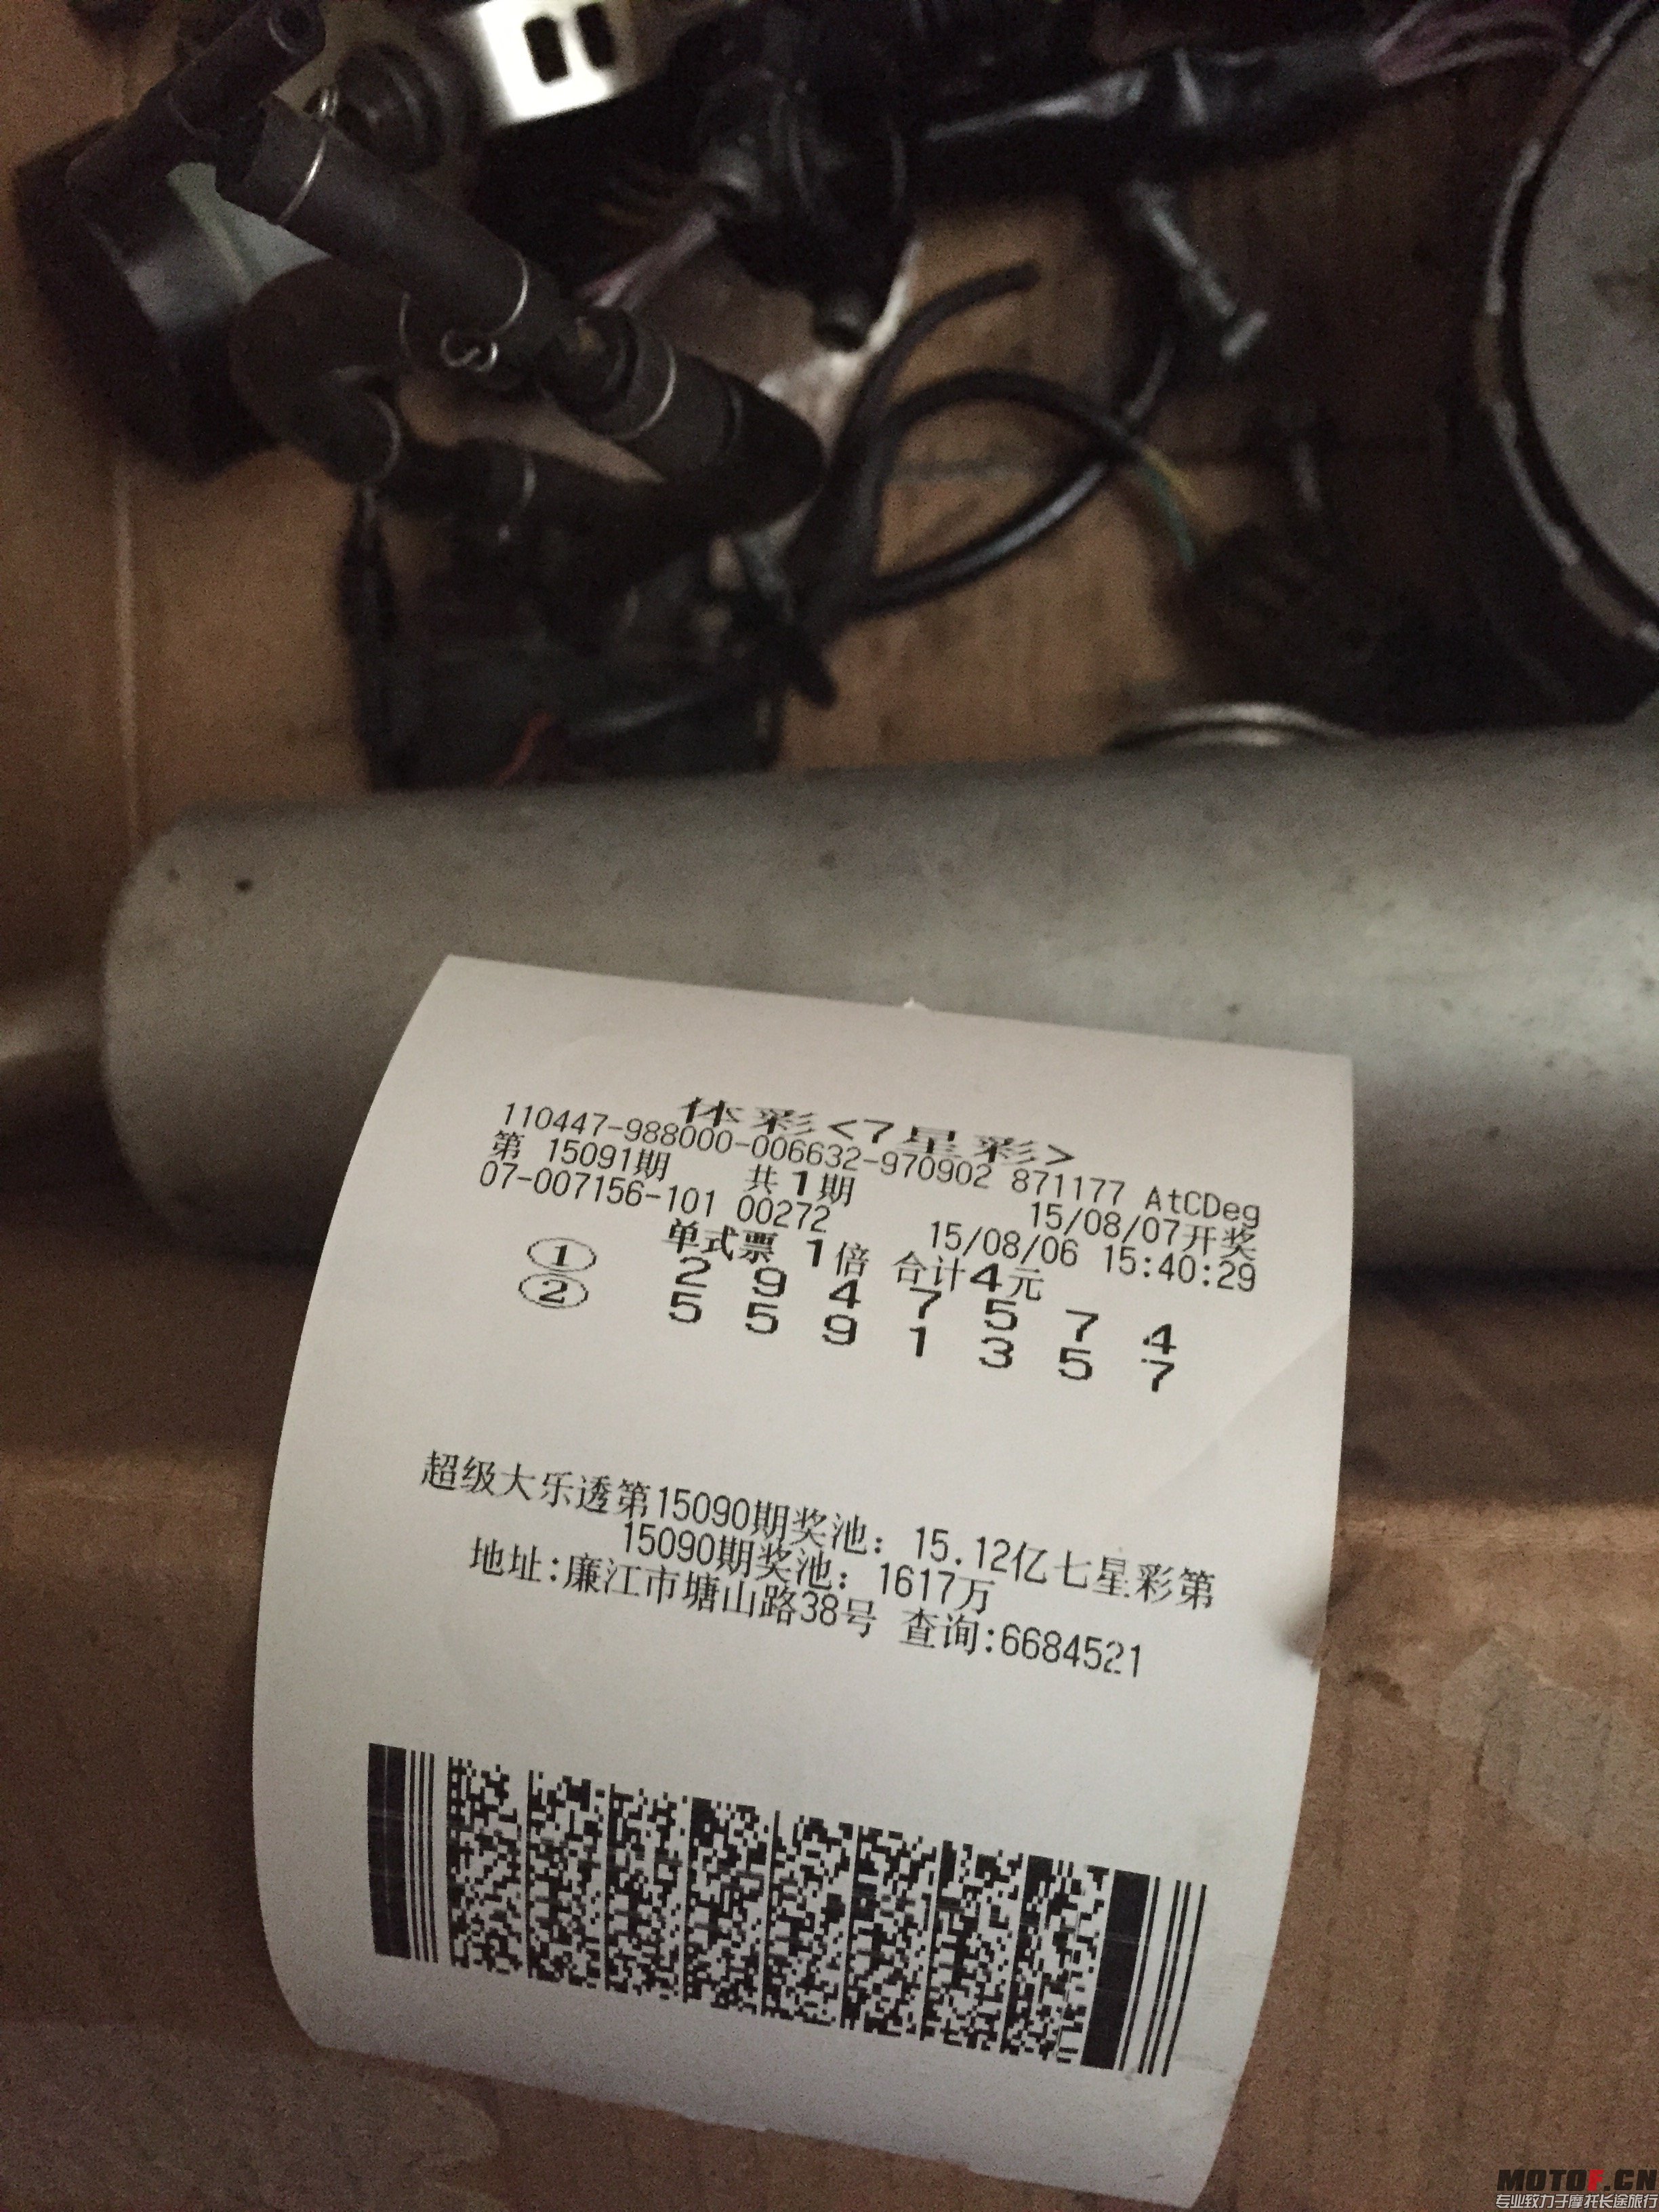 体彩<7星彩>
110447-988000-006632-970902 871177 AtCDeg
第 15091期 共1期 15/08/07开奖
07-007156-101 00272 15/08/06 15:40:29
单式票 1倍 合计4元
① 2 9 4 7 5 7 4
② 5 5 9 1 3 5 7
超级大乐透第15090期奖池：15.12亿七星彩第
15090期奖池：1617万
地址:廉江市塘山路38号 查询:6684521
MOTOF.CN
专业致力于摩托长途旅行